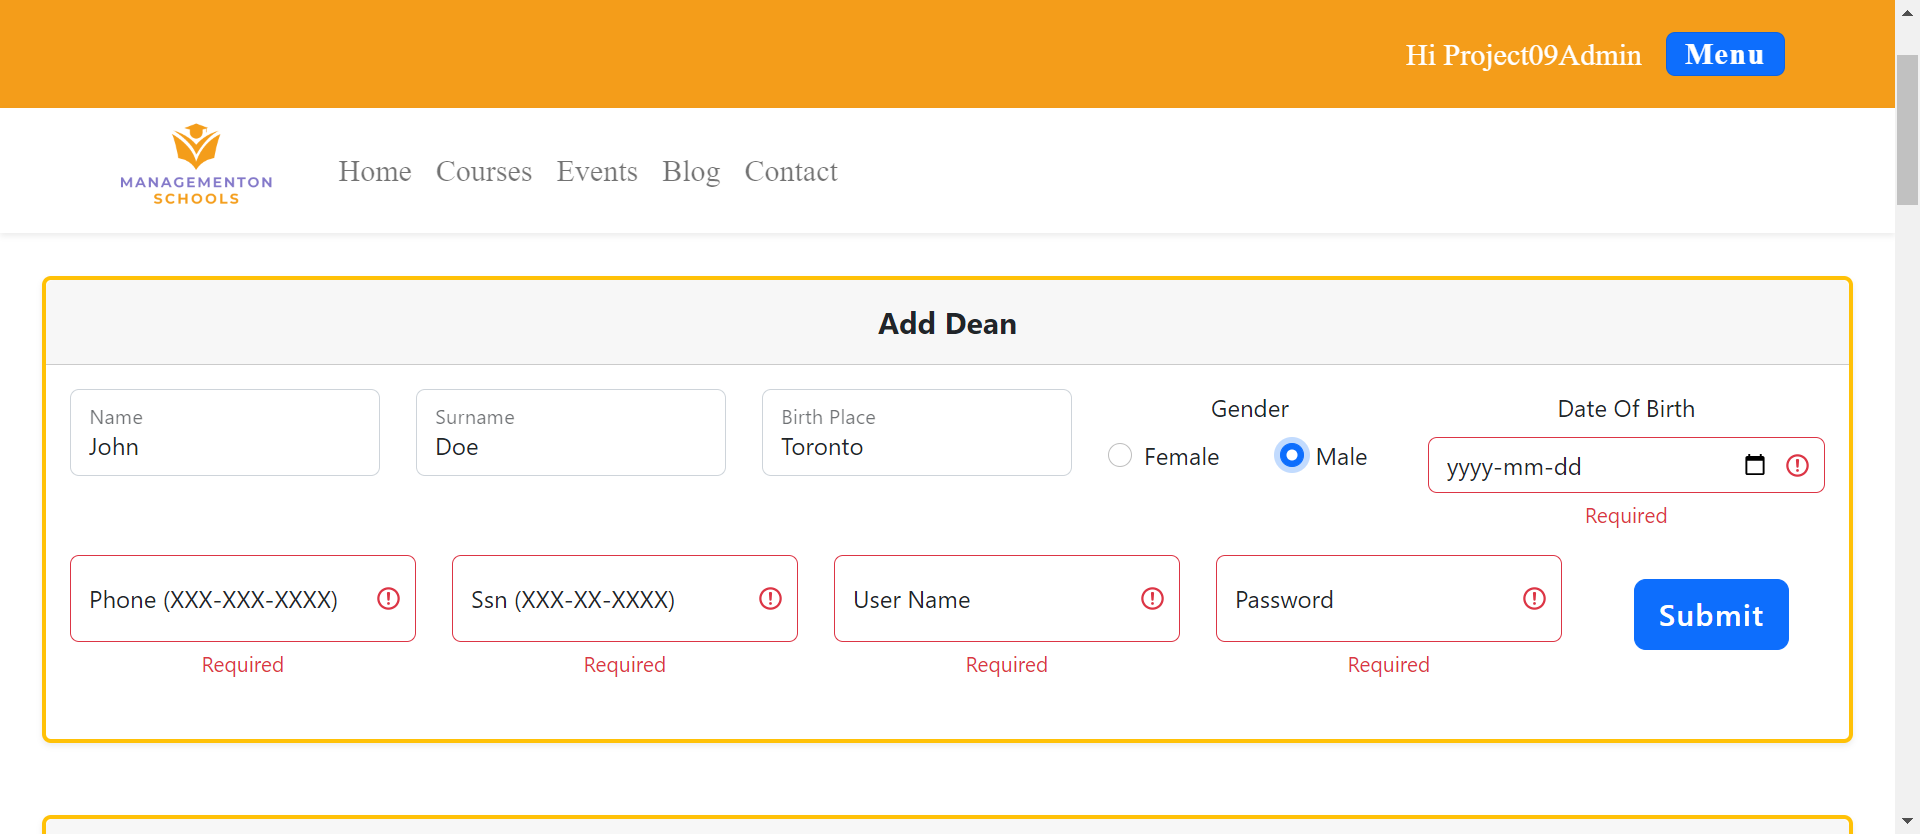 Hi Project09Admin Menu
MANAGEMENTON
SCHOOLS
Home Courses Events Blog Contact
Add Dean
Name
John
Surname
Doe
Birth Place
Toronto
Gender
Female Male
Date Of Birth
yyyy-mm-dd
Required
Phone (XXX-XXX-XXXX)
Required
Ssn (XXX-XX-XXXX)
Required
User Name
Required
Password
Required
Submit